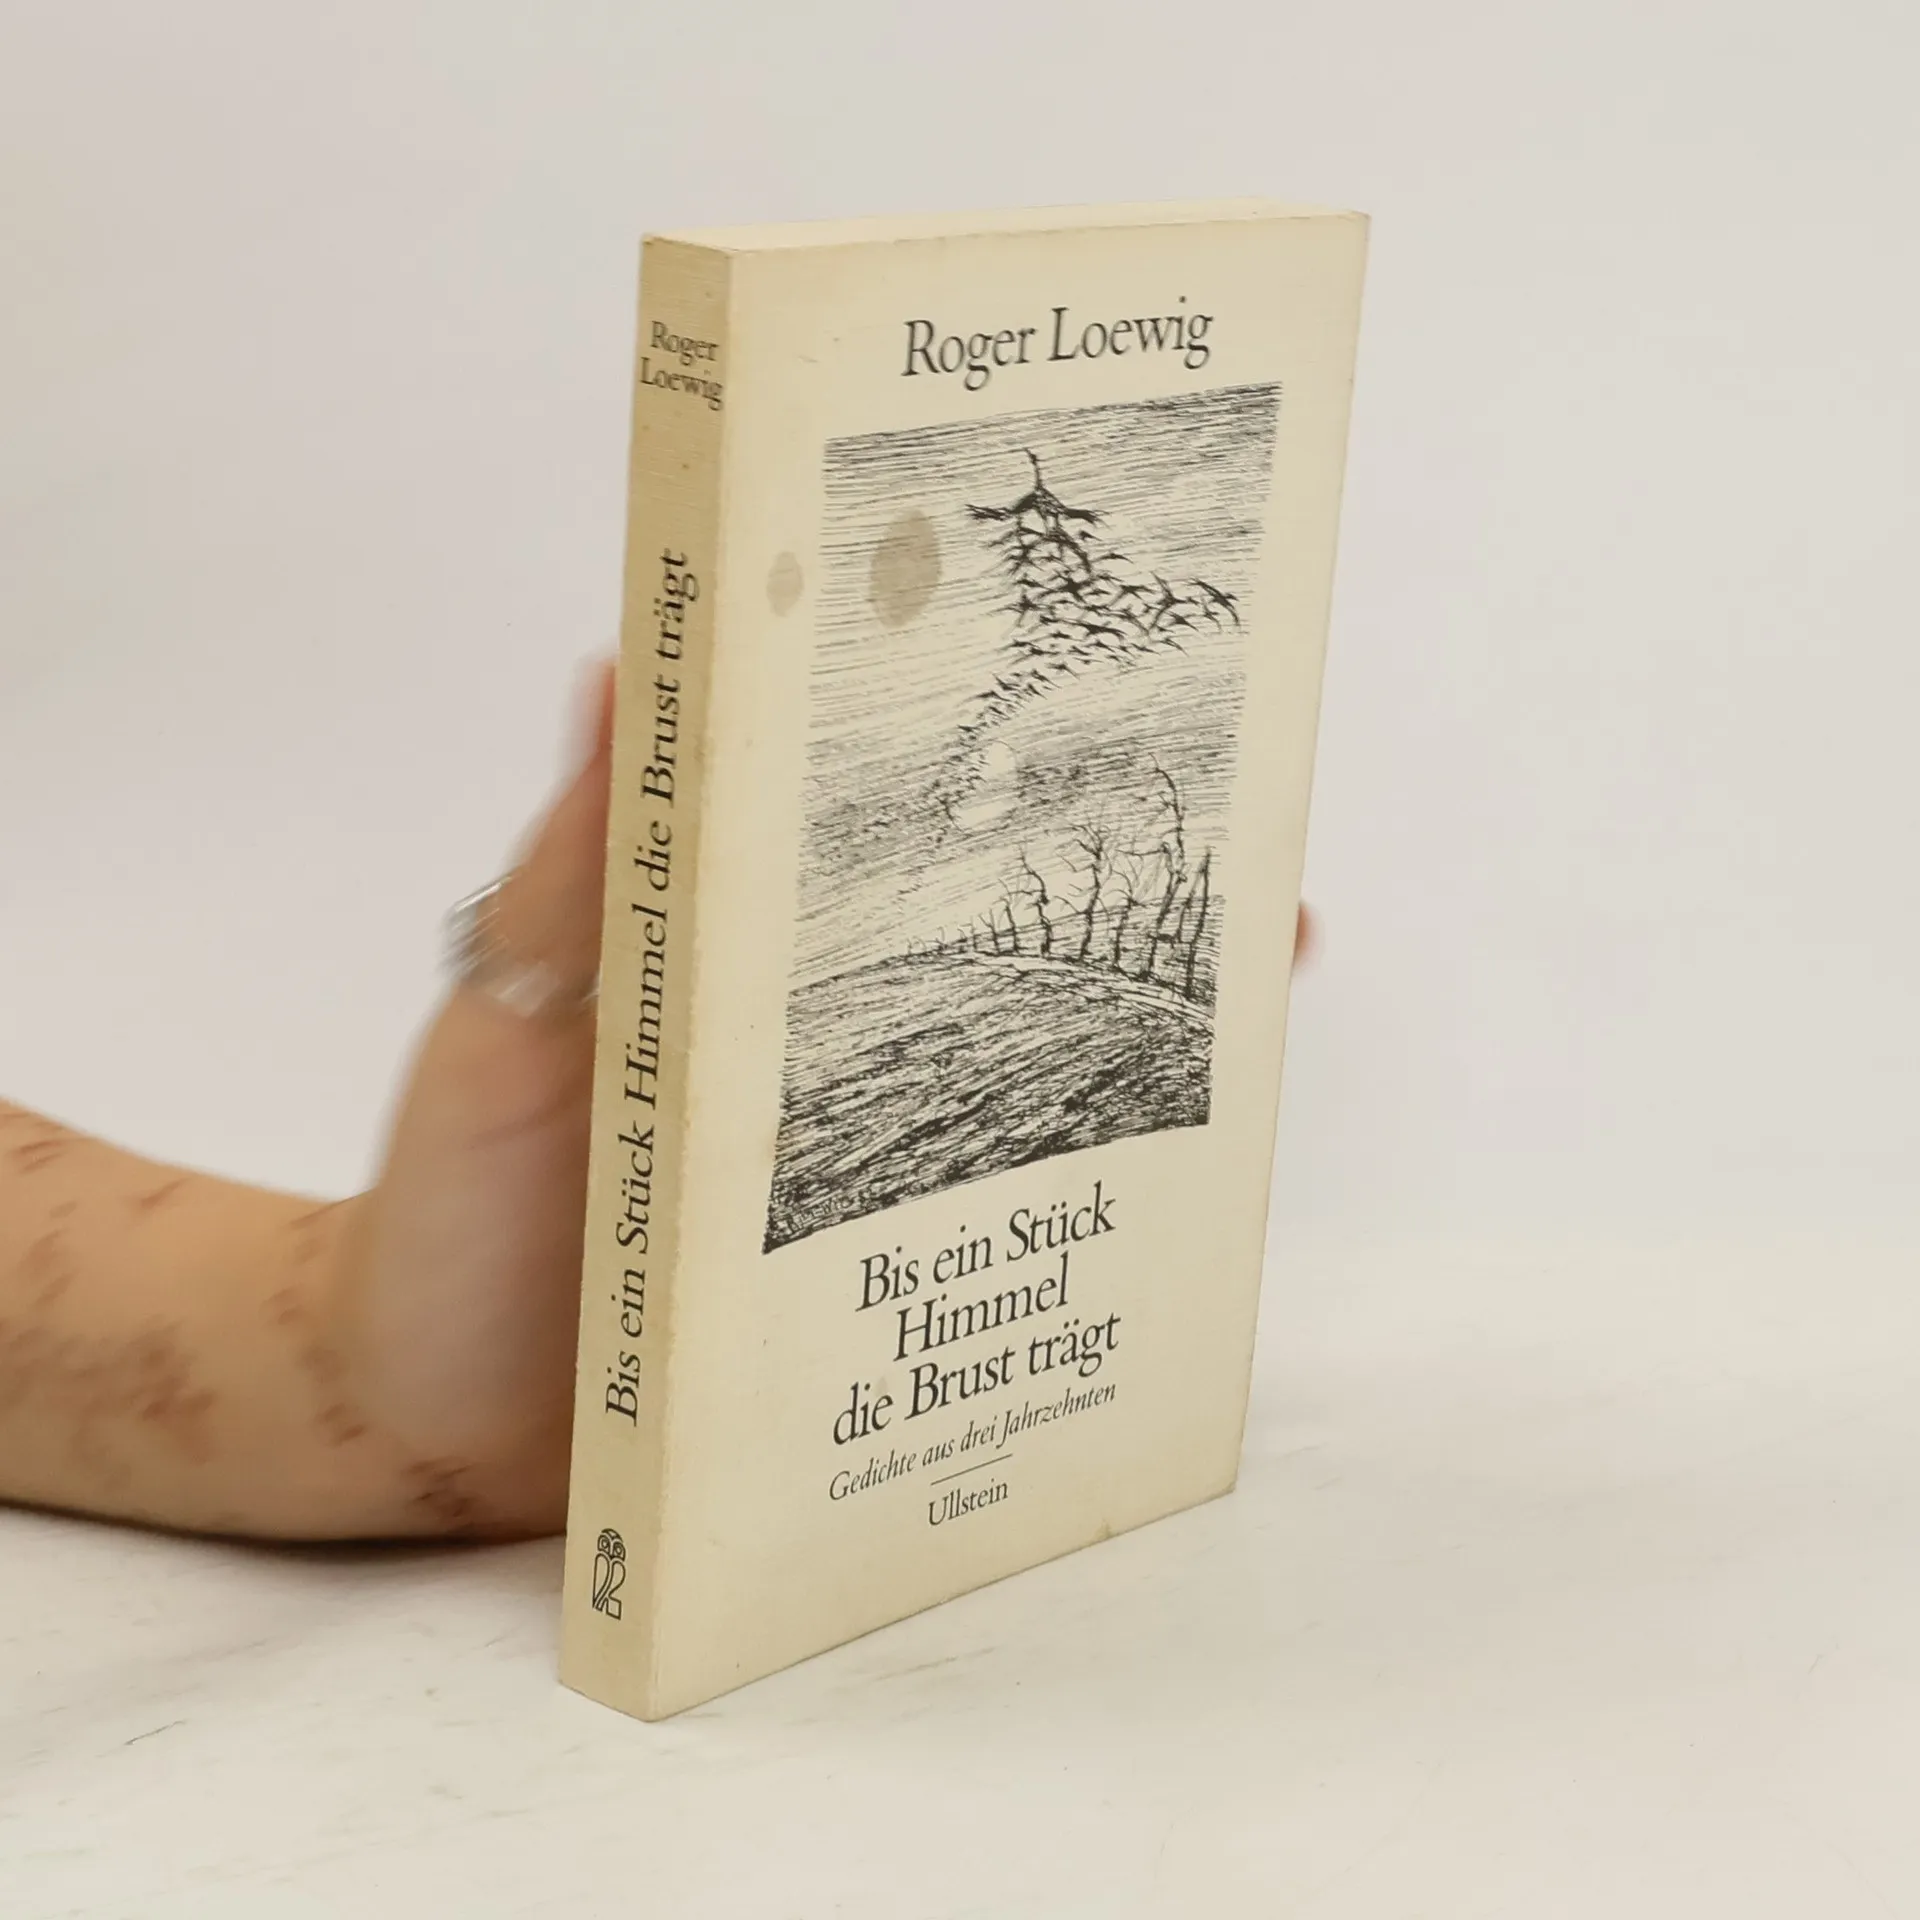 Roger
Loewig
Bis ein Stück Himmel die Brust trägt
Roger Loewig
Bis ein Stück
Himmel
die Brust trägt
Gedichte aus drei Jahrzehnten
Ullstein